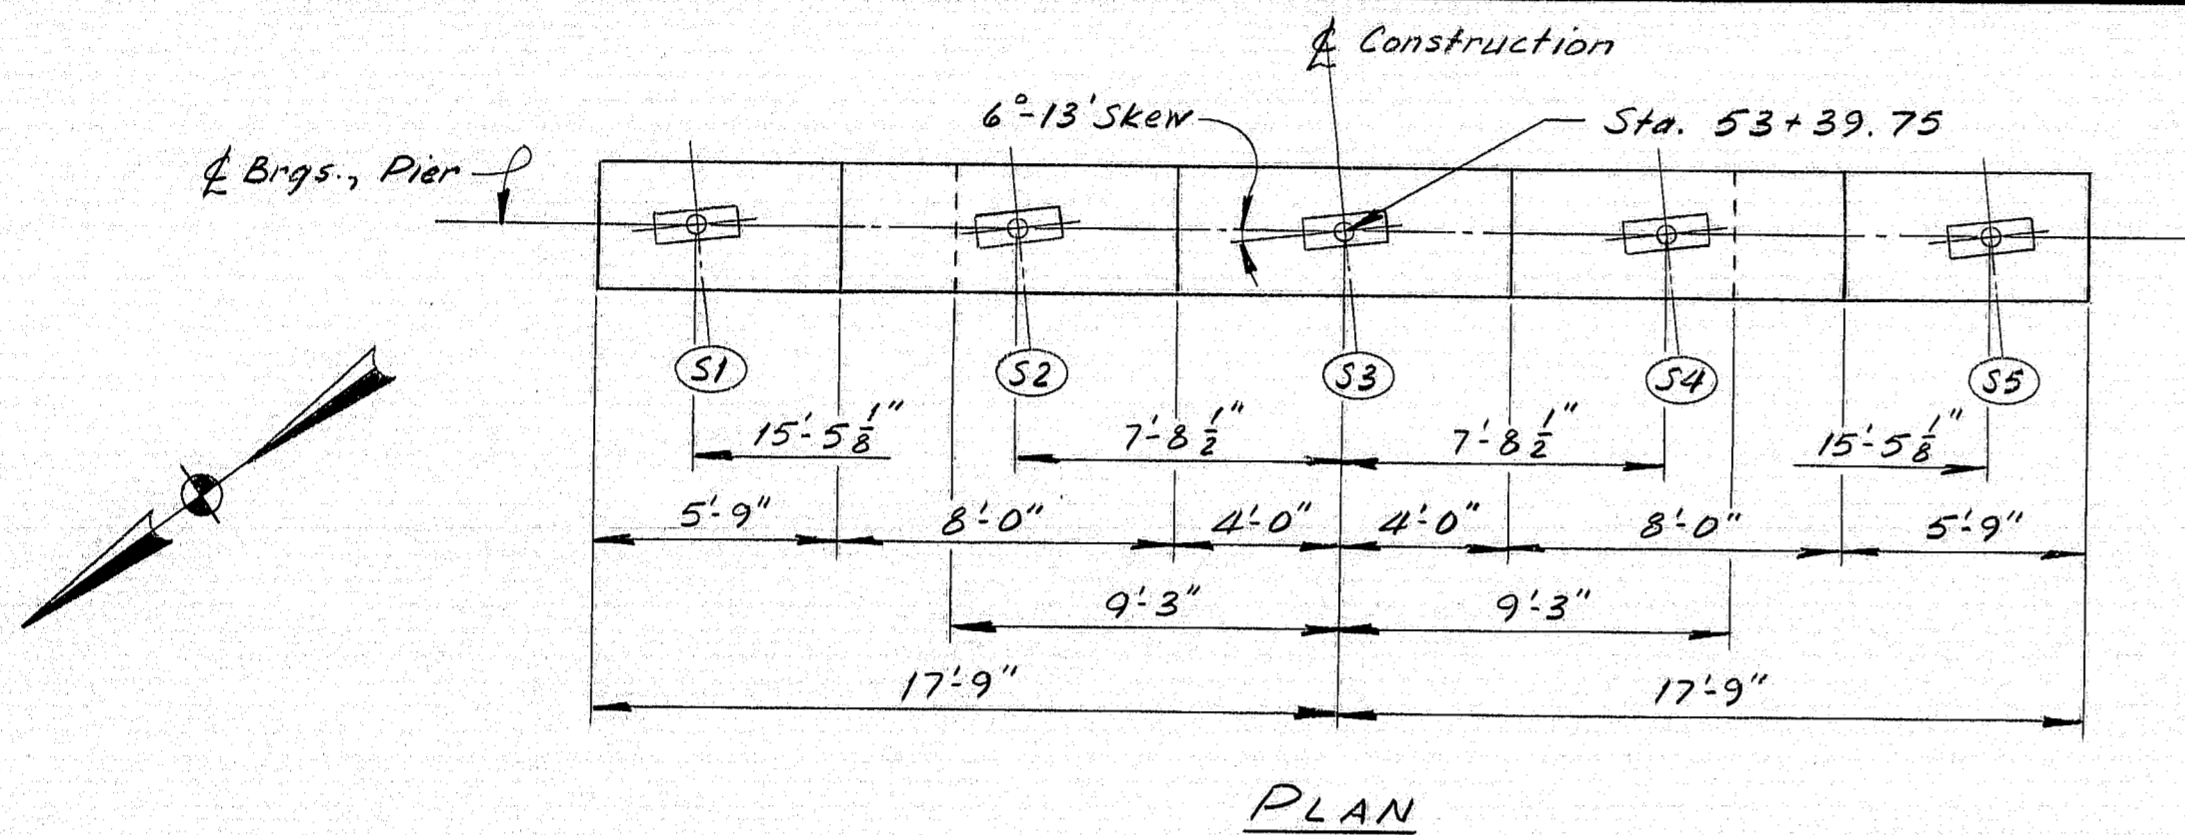 ℄ Construction
6°-13' Skew
Sta. 53+39.75
℄ Brgs., Pier
S1 S2 S3 S4 S5
15'-5 1/8" 7'-8 1/2" 7'-8 1/2" 15'-5 1/8"
5'-9" 8'-0" 4'-0" 4'-0" 8'-0" 5'-9"
9'-3" 9'-3"
17'-9" 17'-9"
PLAN